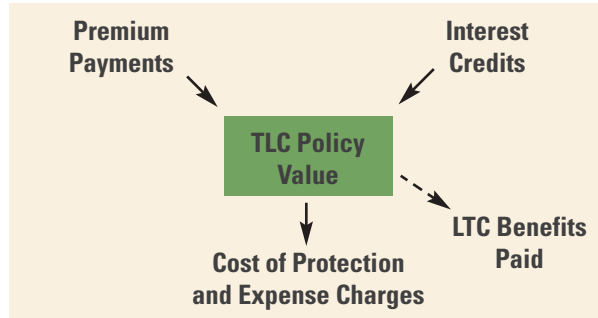 Premium
Payments
Interest
Credits
TLC Policy
Value
LTC Benefits
Paid
Cost of Protection
and Expense Charges